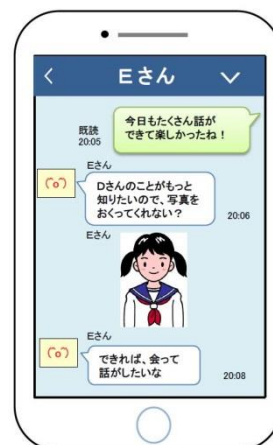 Eさん
今日もたくさん話が
できて楽しかったね！
既読
20:05
Eさん
Dさんのことがもっと
知りたいので、写真を
おくってくれない？
20:06
Eさん
Eさん
できれば、会って
話がしたいな
20:08